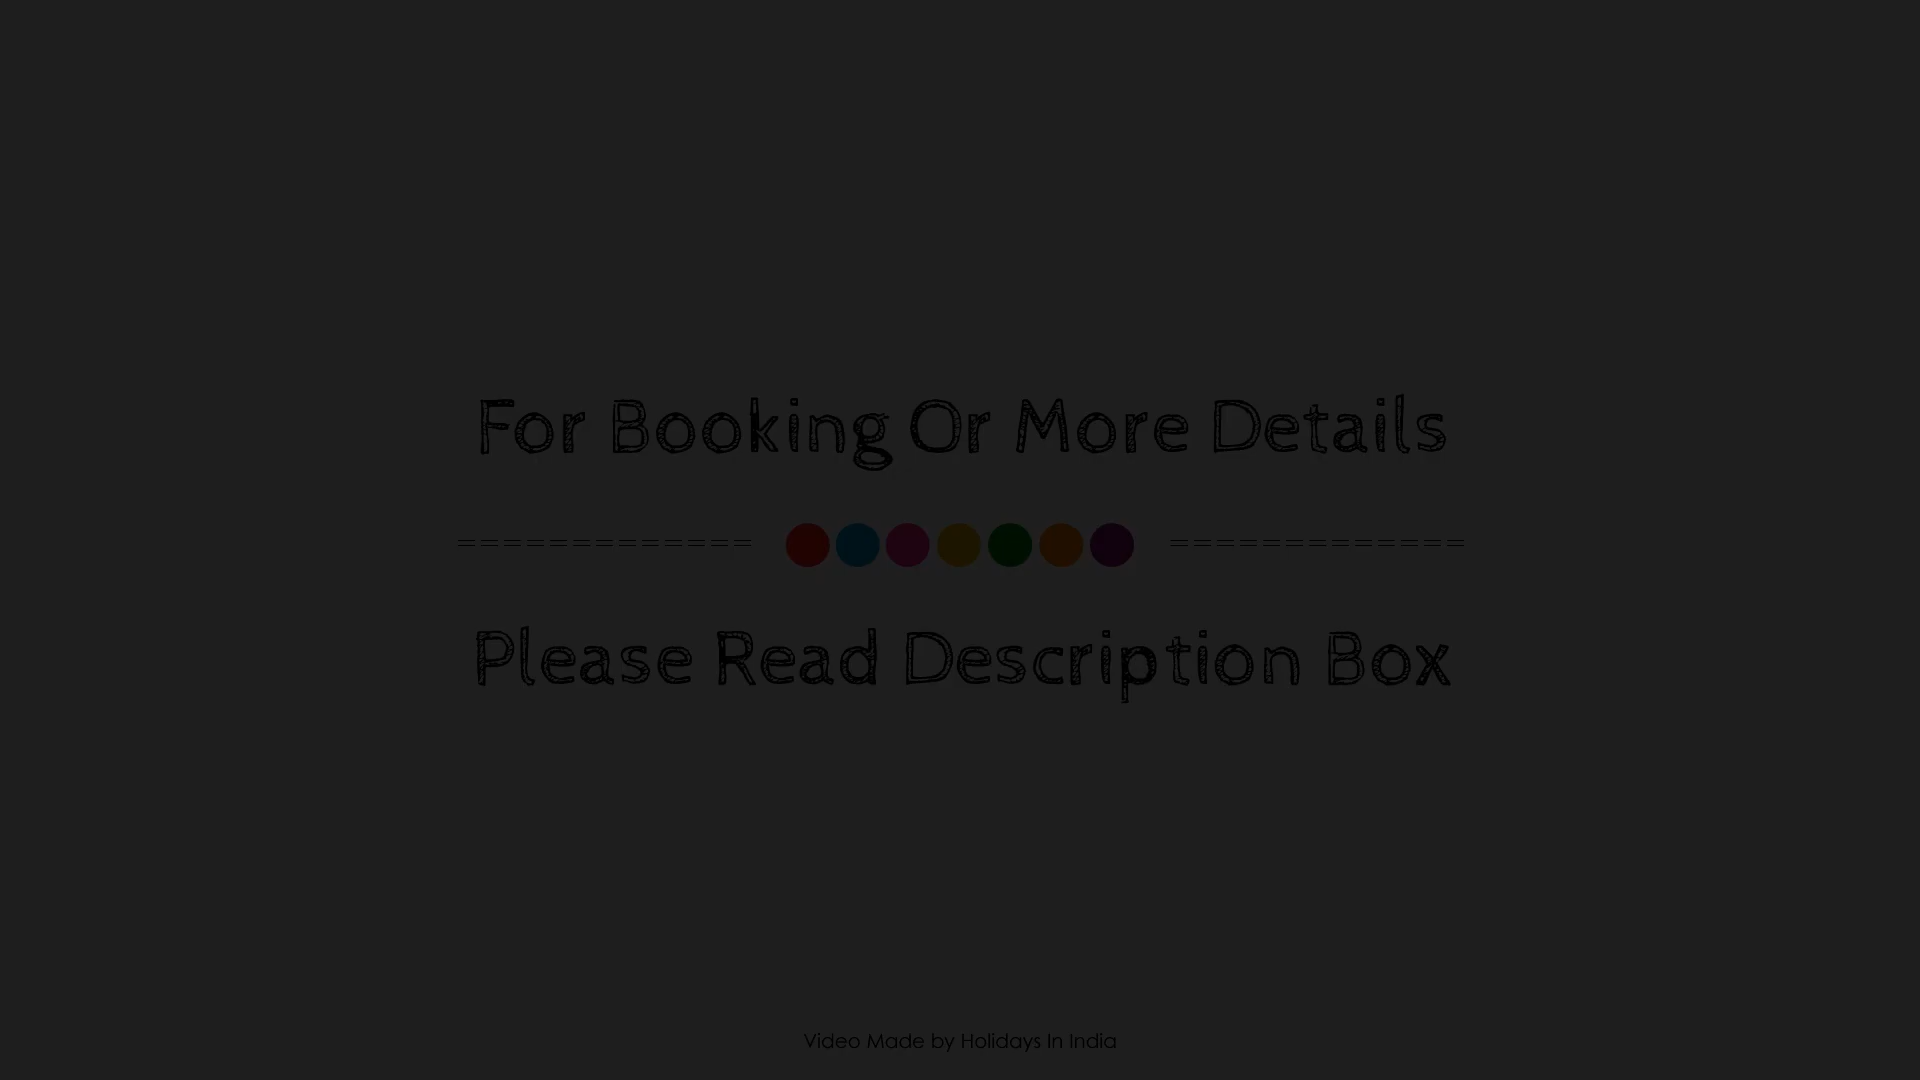 For Booking Or More Details
============= =============
Please Read Description Box
Video Made by Holidays In India